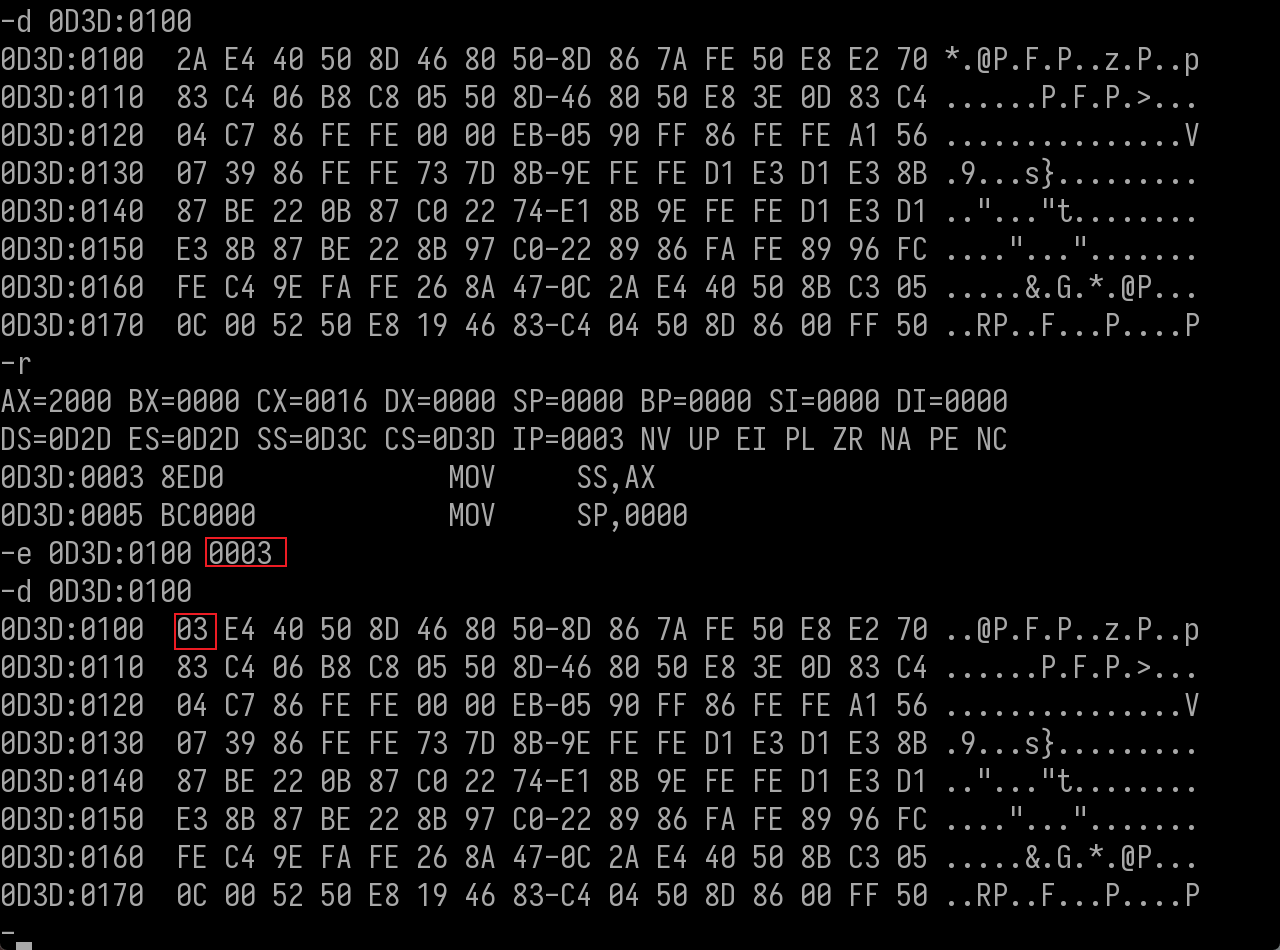 -d 0D3D:0100
0D3D:0100  2A E4 40 50 8D 46 80 50-8D 86 7A FE 50 E8 E2 70 *.@P.F.P..z.P..p
0D3D:0110  83 C4 06 B8 C8 05 50 8D-46 80 50 E8 3E 0D 83 C4 ......P.F.P.>...
0D3D:0120  04 C7 86 FE FE 00 00 EB-05 90 FF 86 FE FE A1 56 ...............V
0D3D:0130  07 39 86 FE FE 73 7D 8B-9E FE FE D1 E3 D1 E3 8B .9...s}.........
0D3D:0140  87 BE 22 0B 87 C0 22 74-E1 8B 9E FE FE D1 E3 D1 .."..."t........
0D3D:0150  E3 8B 87 BE 22 8B 97 C0-22 89 86 FA FE 89 96 FC ...."...".......
0D3D:0160  FE C4 9E FA FE 26 8A 47-0C 2A E4 40 50 8B C3 05 .....&.G.*.@P...
0D3D:0170  0C 00 52 50 E8 19 46 83-C4 04 50 8D 86 00 FF 50 ..RP..F...P....P
-r
AX=2000 BX=0000 CX=0016 DX=0000 SP=0000 BP=0000 SI=0000 DI=0000
DS=0D2D ES=0D2D SS=0D3C CS=0D3D IP=0003 NV UP EI PL ZR NA PE NC
0D3D:0003 8ED0              MOV     SS,AX
0D3D:0005 BC0000            MOV     SP,0000
-e 0D3D:0100 0003
-d 0D3D:0100
0D3D:0100  03 E4 40 50 8D 46 80 50-8D 86 7A FE 50 E8 E2 70 ..@P.F.P..z.P..p
0D3D:0110  83 C4 06 B8 C8 05 50 8D-46 80 50 E8 3E 0D 83 C4 ......P.F.P.>...
0D3D:0120  04 C7 86 FE FE 00 00 EB-05 90 FF 86 FE FE A1 56 ...............V
0D3D:0130  07 39 86 FE FE 73 7D 8B-9E FE FE D1 E3 D1 E3 8B .9...s}.........
0D3D:0140  87 BE 22 0B 87 C0 22 74-E1 8B 9E FE FE D1 E3 D1 .."..."t........
0D3D:0150  E3 8B 87 BE 22 8B 97 C0-22 89 86 FA FE 89 96 FC ...."...".......
0D3D:0160  FE C4 9E FA FE 26 8A 47-0C 2A E4 40 50 8B C3 05 .....&.G.*.@P...
0D3D:0170  0C 00 52 50 E8 19 46 83-C4 04 50 8D 86 00 FF 50 ..RP..F...P....P
-